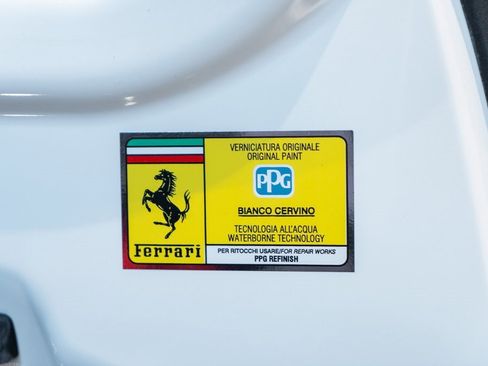 VERNICIATURA ORIGINALE
ORIGINAL PAINT
PPG
BIANCO CERVINO
TECNOLOGIA ALL'ACQUA
WATERBORNE TECHNOLOGY
Ferrari
PER RITOCCHI USARE/FOR REPAIR WORKS
PPG REFINISH